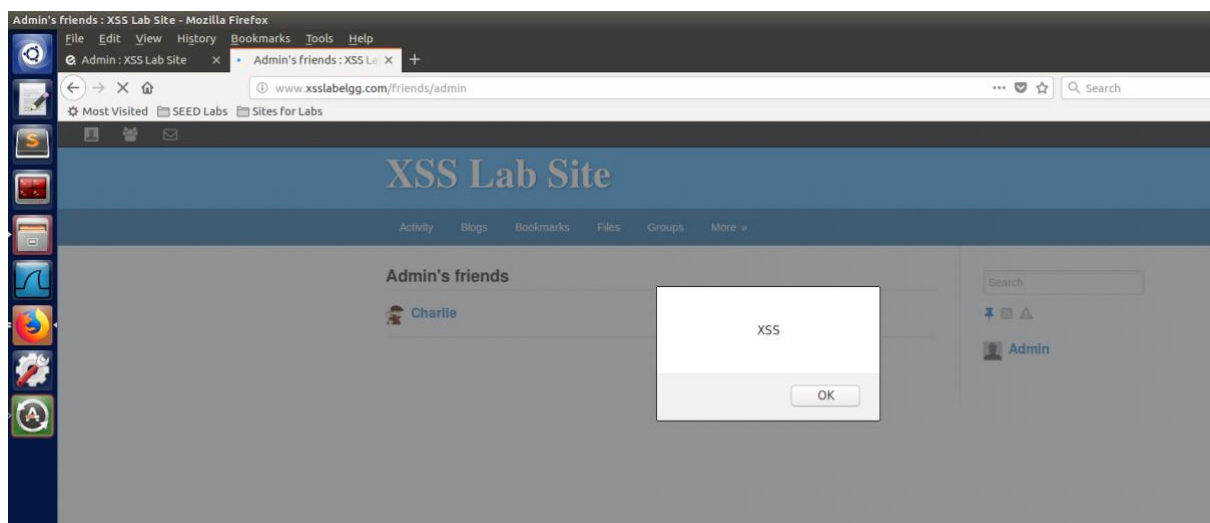 Admin's friends : XSS Lab Site - Mozilla Firefox
File Edit View History Bookmarks Tools Help
Admin : XSS Lab Site × Admin's friends : XSS La × +
www.xsslabelgg.com/friends/admin Search
Most Visited SEED Labs Sites for Labs
XSS Lab Site
Activity Blogs Bookmarks Files Groups More »
Admin's friends
Search
Charlie
XSS
Admin
OK